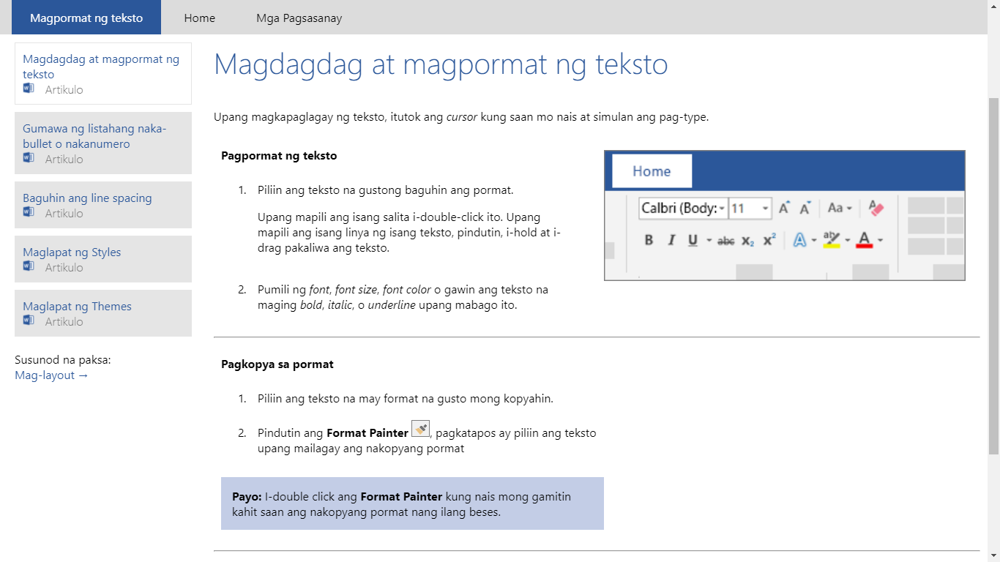 Magpormat ng teksto
Home
Mga Pagsasanay
Magdagdag at magpormat ng
teksto
Artikulo
Gumawa ng listahang naka-
bullet o nakanumero
Artikulo
Baguhin ang line spacing
Artikulo
Maglapat ng Styles
Artikulo
Maglapat ng Themes
Artikulo
Susunod na paksa:
Mag-layout →
Magdagdag at magpormat ng teksto
Upang magkapaglagay ng teksto, itutok ang cursor kung saan mo nais at simulan ang pag-type.
Pagpormat ng teksto
1. Piliin ang teksto na gustong baguhin ang pormat.
Upang mapili ang isang salita i-double-click ito. Upang
mapili ang isang linya ng isang teksto, pindutin, i-hold at i-
drag pakaliwa ang teksto.
2. Pumili ng font, font size, font color o gawin ang teksto na
maging bold, italic, o underline upang mabago ito.
Home
Calbri (Body: 11 A A Aa A
B I U abc X₂ X² A aby A
Pagkopya sa pormat
1. Piliin ang teksto na may format na gusto mong kopyahin.
2. Pindutin ang Format Painter , pagkatapos ay piliin ang teksto
upang mailagay ang nakopyang pormat
Payo: I-double click ang Format Painter kung nais mong gamitin
kahit saan ang nakopyang pormat nang ilang beses.